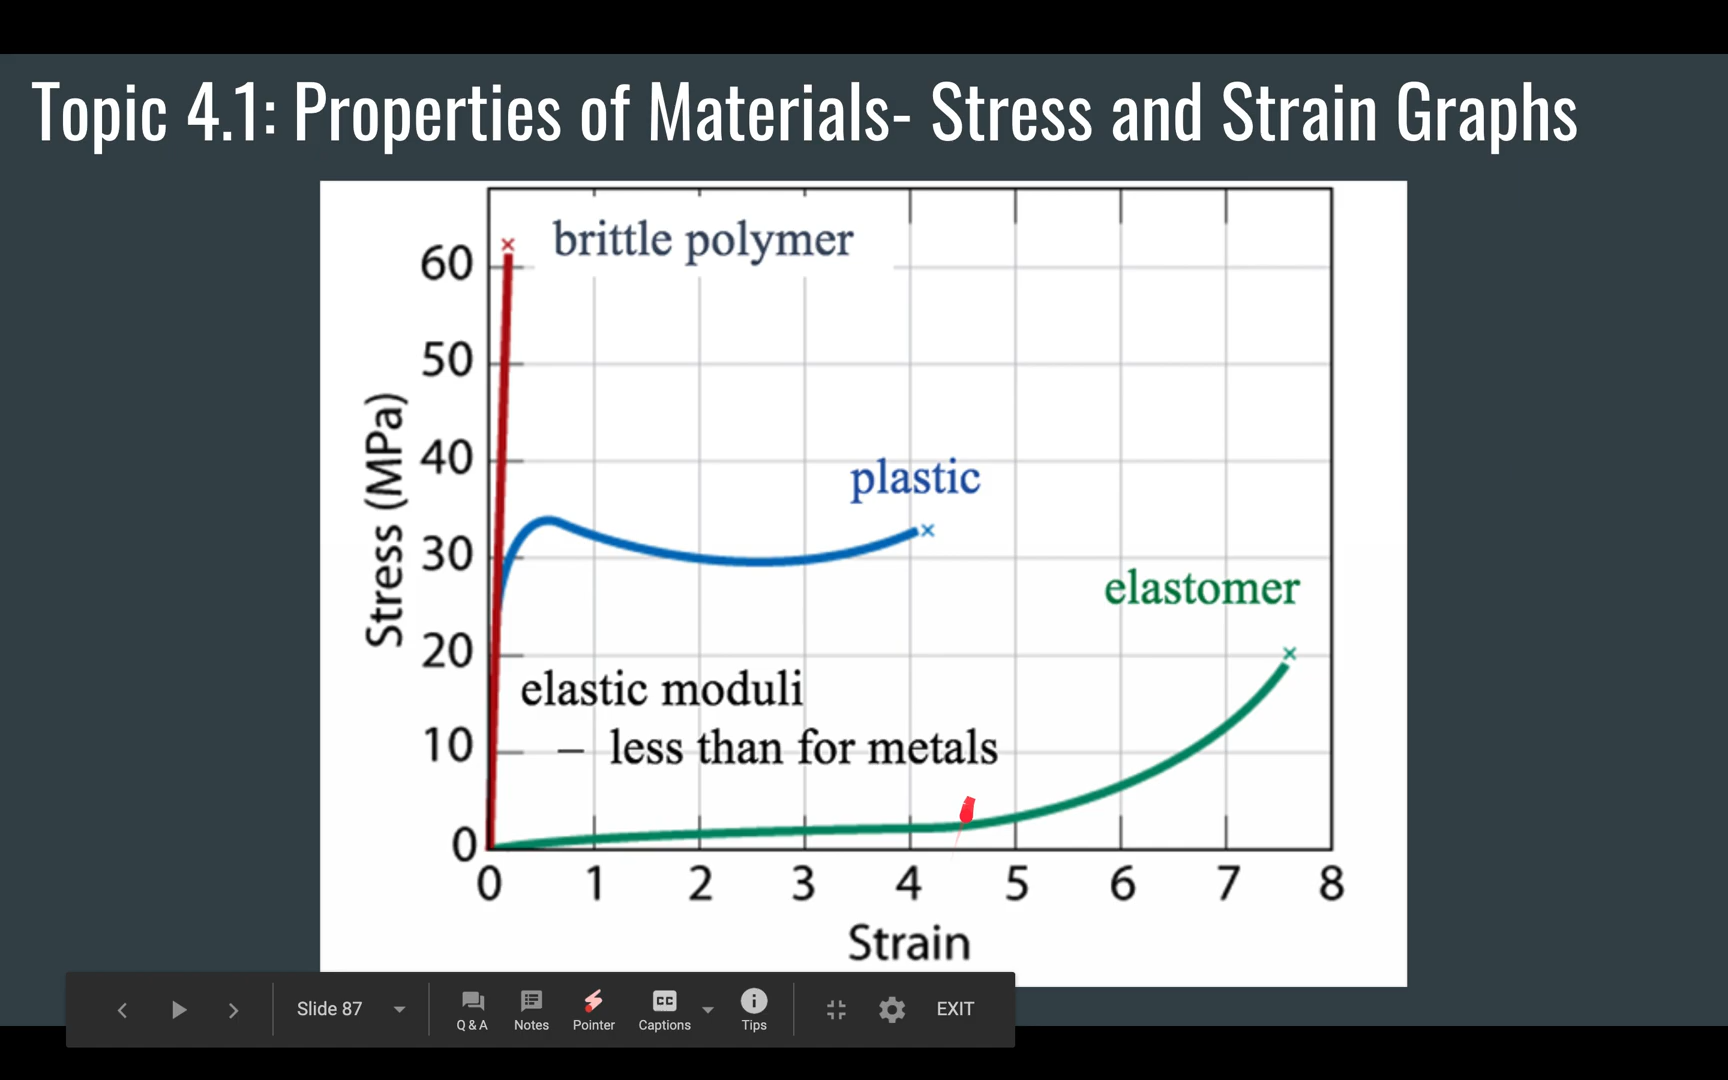 Topic 4.1: Properties of Materials- Stress and Strain Graphs
brittle polymer
60
50
40
plastic
30
elastomer
20
elastic moduli
– less than for metals
10
0
Stress (MPa)
0 1 2 3 4 5 6 7 8
Strain
Slide 87
Q & A
Notes
Pointer
CC
Captions
Tips
EXIT